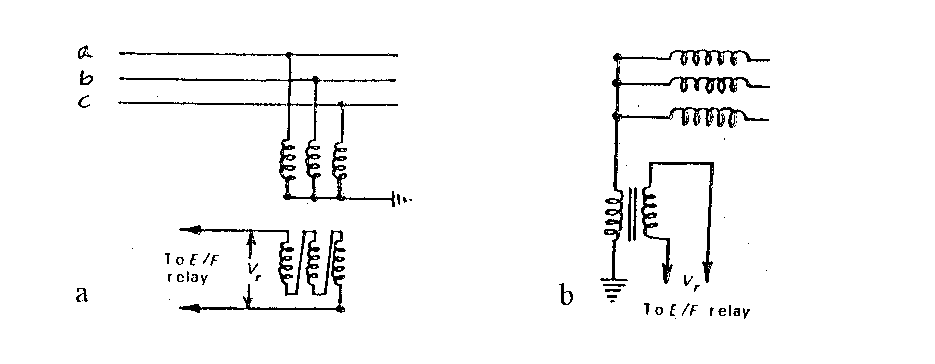 a
b
c
To E/F
relay
Vr
a
Vr
b
To E/F relay